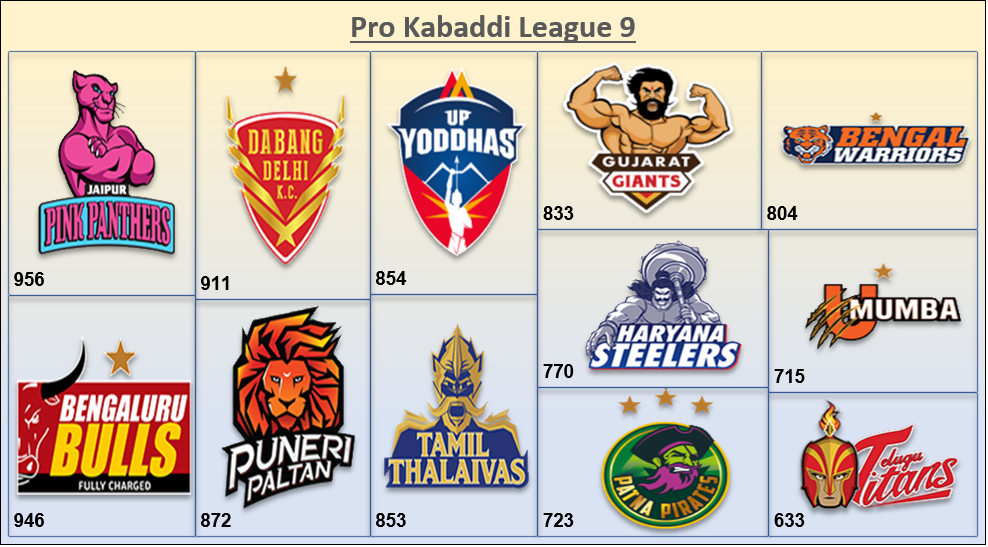 Pro Kabaddi League 9
JAIPUR
PINK PANTHERS
956
DABANG
DELHI
K.C.
911
UP
YODDHAS
854
GUJARAT
GIANTS
833
BENGAL
WARRIORS
804
BENGALURU
BULLS
FULLY CHARGED
946
PUNERI
PALTAN
872
TAMIL
THALAIVAS
853
HARYANA
STEELERS
770
U MUMBA
715
PATNA PIRATES
723
Telugu
Titans
633